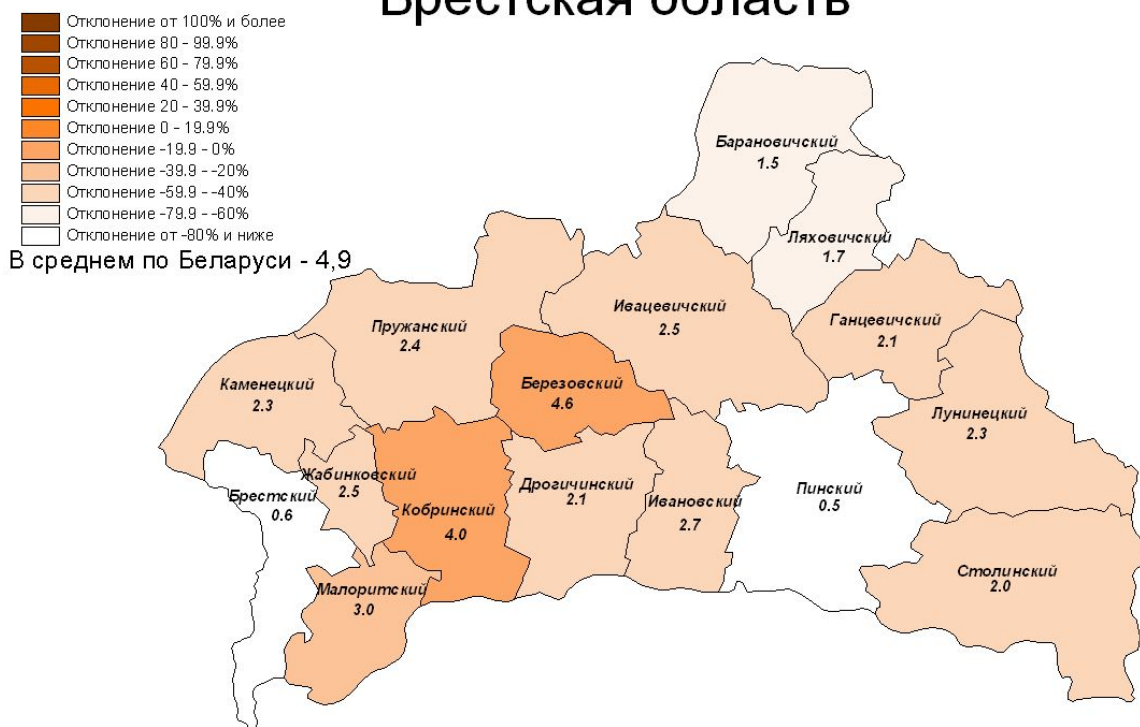 Брестская область
Отклонение от 100% и более
Отклонение 80 - 99.9%
Отклонение 60 - 79.9%
Отклонение 40 - 59.9%
Отклонение 20 - 39.9%
Отклонение 0 - 19.9%
Отклонение -19.9 - 0%
Отклонение -39.9 - -20%
Отклонение -59.9 - -40%
Отклонение -79.9 - -60%
Отклонение от -80% и ниже
В среднем по Беларуси - 4,9
Барановичский
1.5
Ляховичский
1.7
Ивацевичский
2.5
Ганцевичский
2.1
Пружанский
2.4
Каменецкий
2.3
Березовский
4.6
Лунинецкий
2.3
Жабинковский
2.5
Брестский
0.6
Кобринский
4.0
Дрогичинский
2.1
Ивановский
2.7
Пинский
0.5
Столинский
2.0
Малоритский
3.0